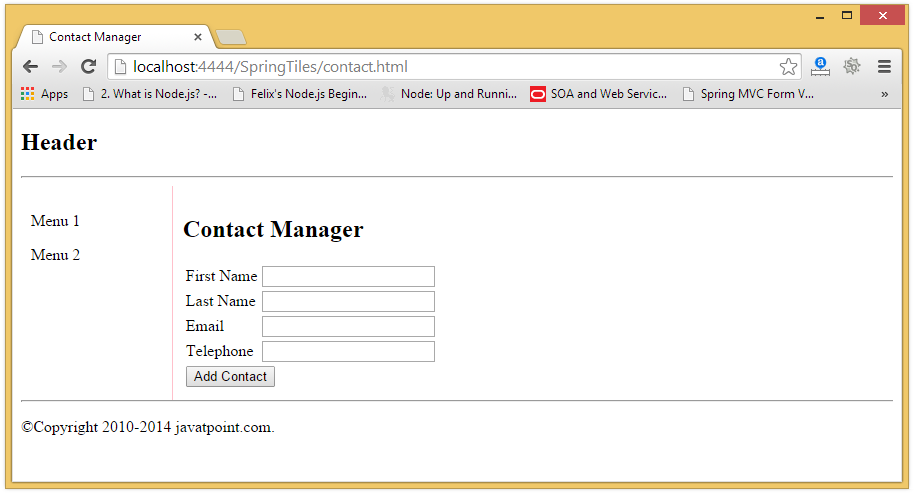 Contact Manager
localhost:4444/SpringTiles/contact.html
Apps 2. What is Node.js? -... Felix's Node.js Begin... Node: Up and Runni... SOA and Web Servic... Spring MVC Form V... »
Header
Menu 1
Menu 2
Contact Manager
First Name
Last Name
Email
Telephone
Add Contact
©Copyright 2010-2014 javatpoint.com.